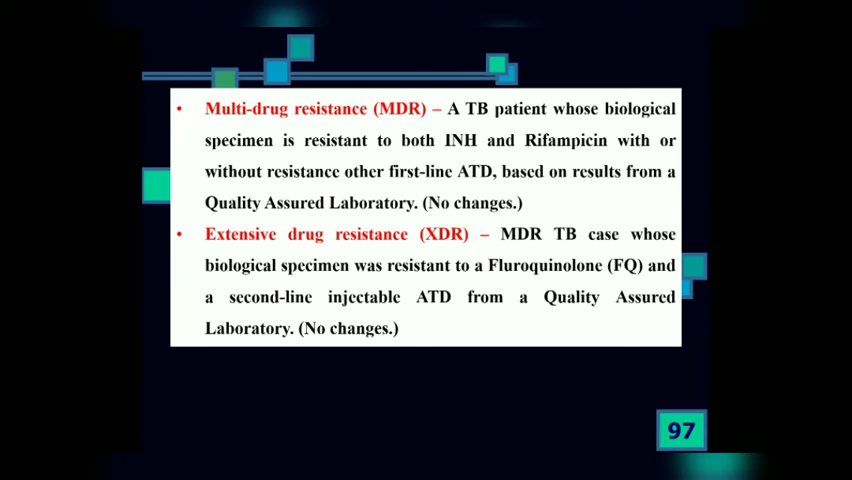 • Multi-drug resistance (MDR) – A TB patient whose biological
specimen is resistant to both INH and Rifampicin with or
without resistance other first-line ATD, based on results from a
Quality Assured Laboratory. (No changes.)
• Extensive drug resistance (XDR) – MDR TB case whose
biological specimen was resistant to a Fluroquinolone (FQ) and
a second-line injectable ATD from a Quality Assured
Laboratory. (No changes.)
97